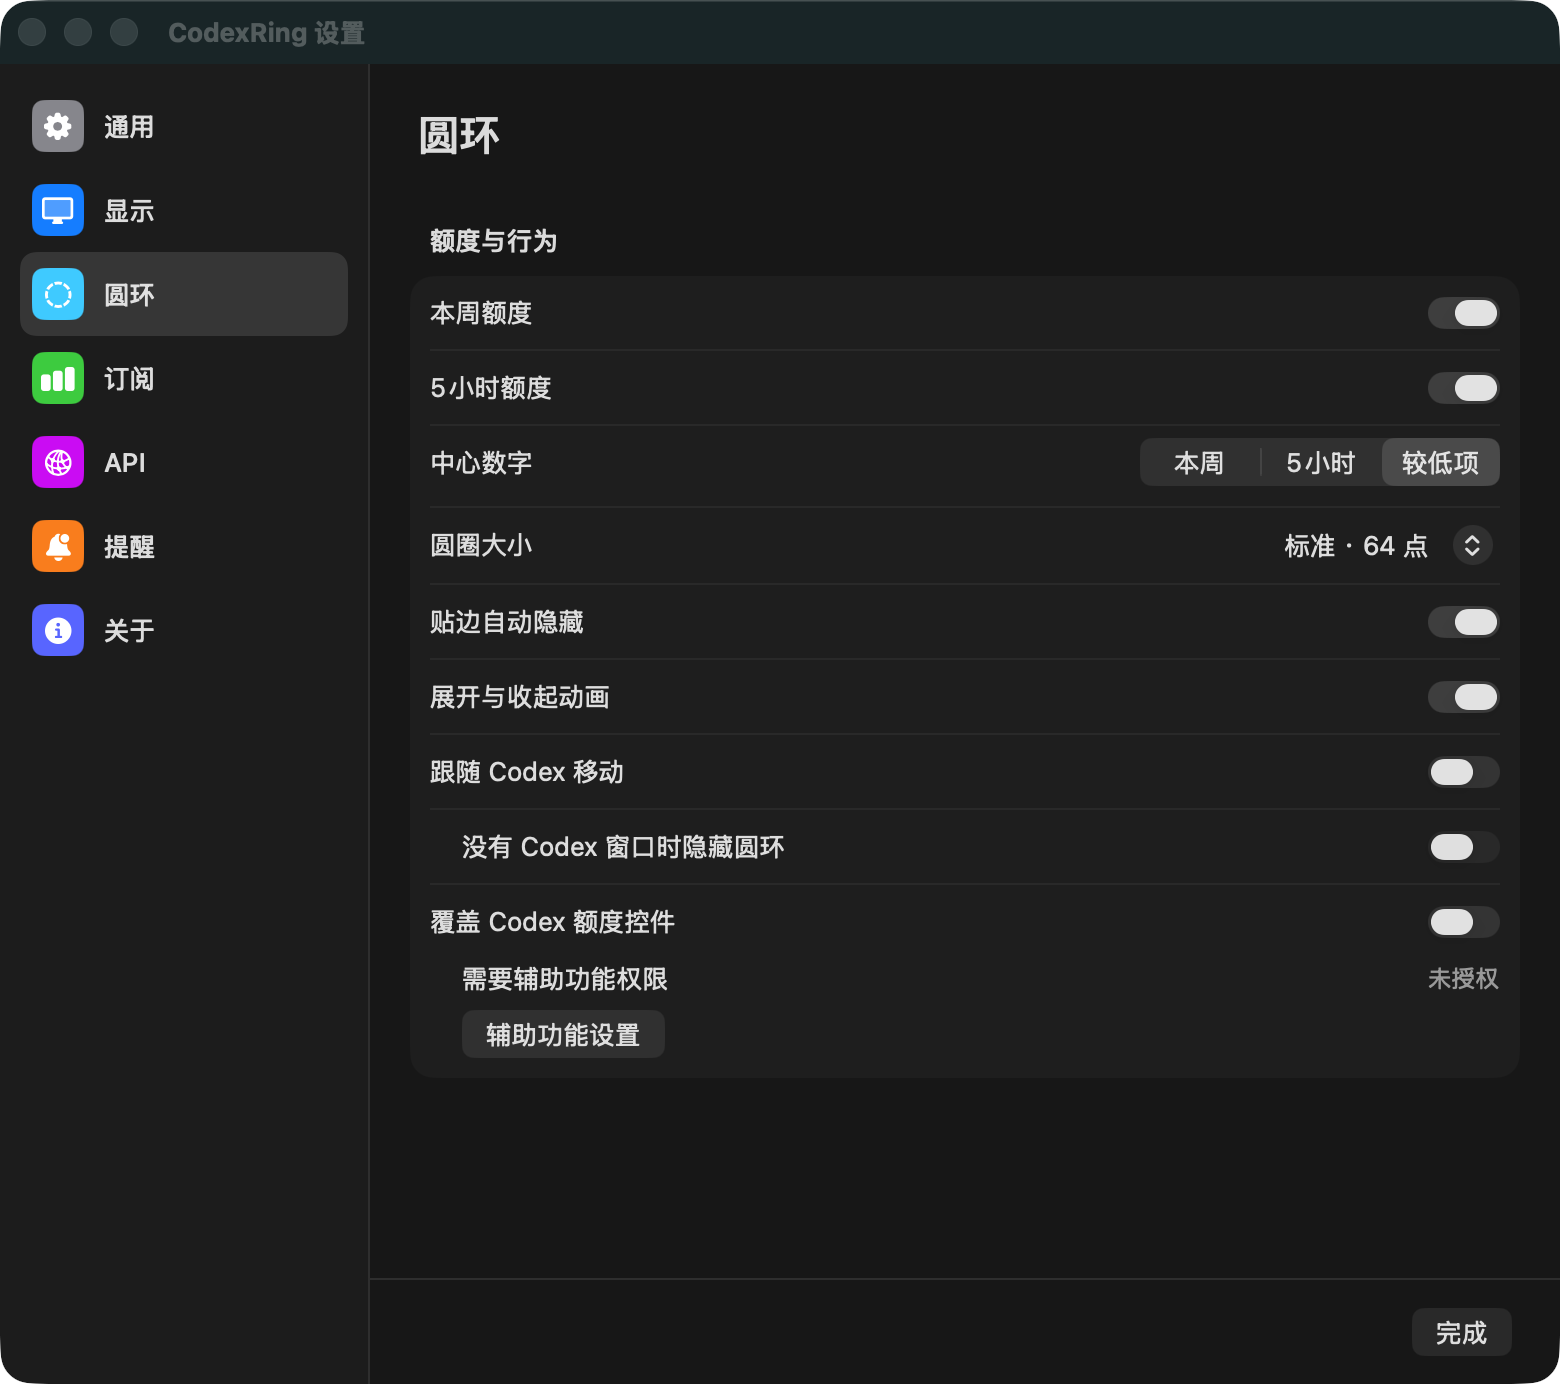 CodexRing 设置
通用
显示
圆环
订阅
API
提醒
关于
圆环
额度与行为
本周额度
5小时额度
中心数字
本周
5小时
较低项
圆圈大小
标准 · 64 点
贴边自动隐藏
展开与收起动画
跟随 Codex 移动
没有 Codex 窗口时隐藏圆环
覆盖 Codex 额度控件
需要辅助功能权限
未授权
辅助功能设置
完成